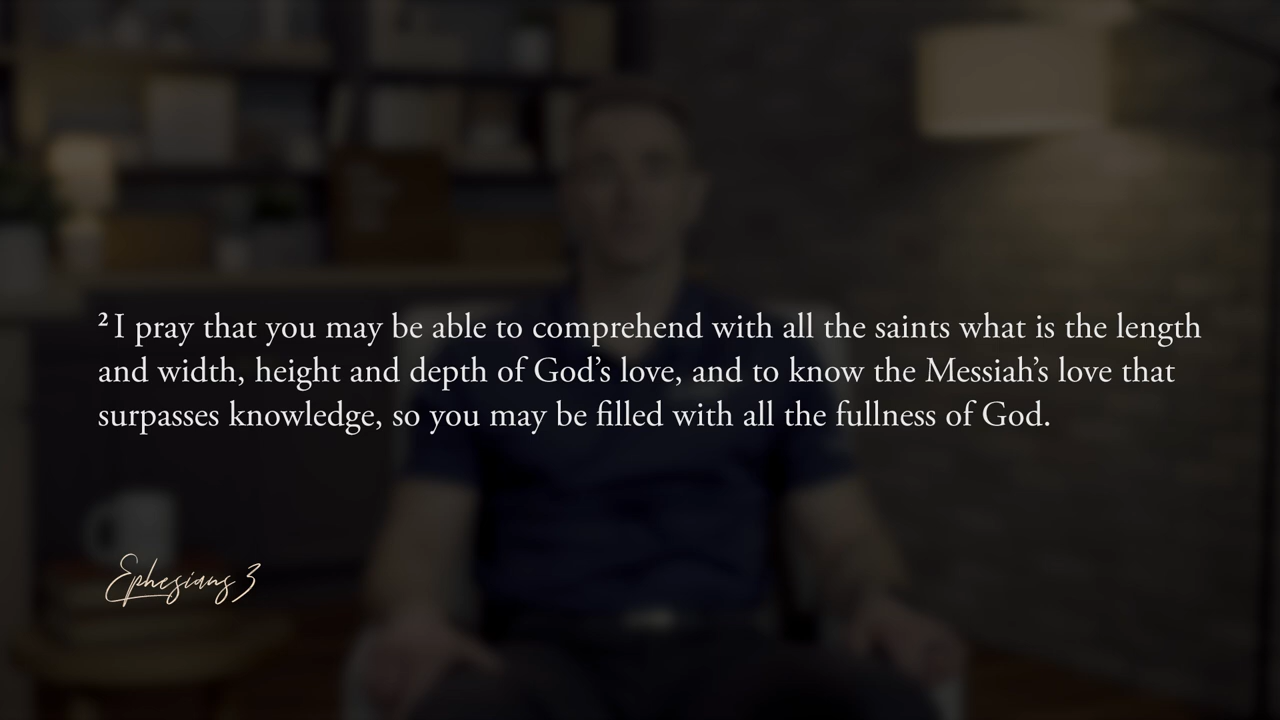 ²I pray that you may be able to comprehend with all the saints what is the length
and width, height and depth of God’s love, and to know the Messiah’s love that
surpasses knowledge, so you may be filled with all the fullness of God.
Ephesians 3